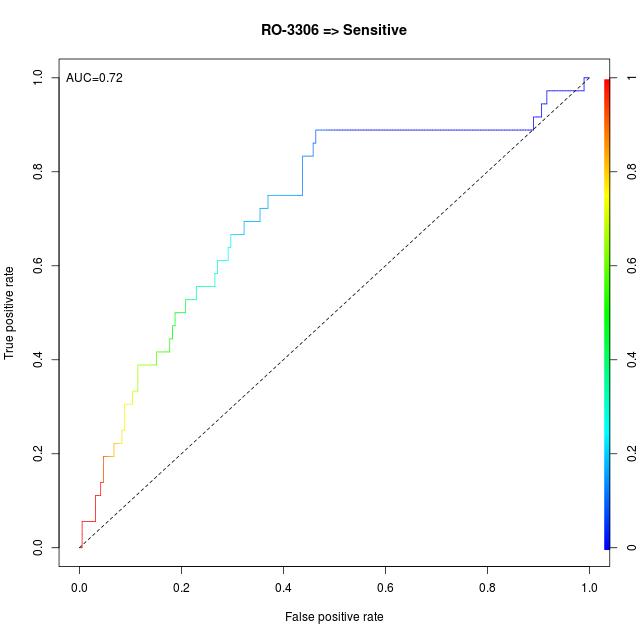 RO-3306 => Sensitive
AUC=0.72
True positive rate
1.0
0.8
0.6
0.4
0.2
0.0
1
0.8
0.6
0.4
0.2
0
0.0 0.2 0.4 0.6 0.8 1.0
False positive rate